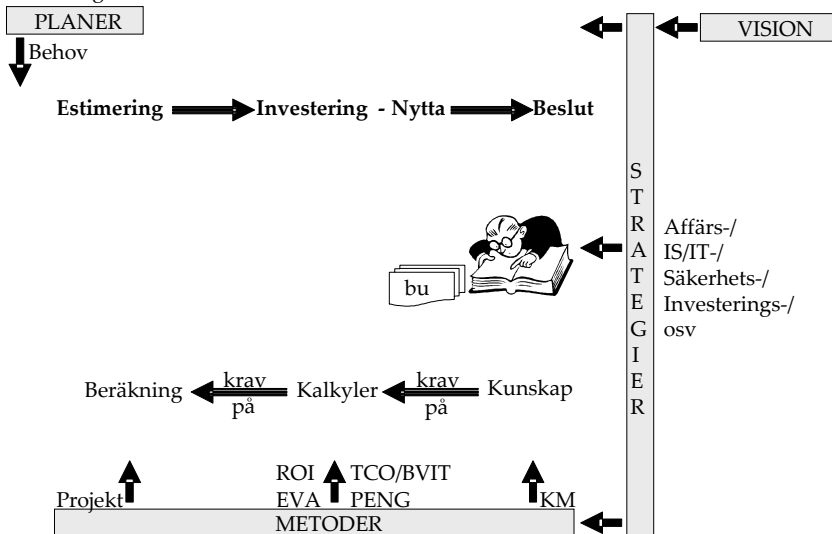 PLANER
VISION
Behov
Estimering
Investering - Nytta
Beslut
STRATEGIER
Affärs-/
IS/IT-/
Säkerhets-/
Investerings-/
osv
bu
Beräkning
krav
på
Kalkyler
krav
på
Kunskap
Projekt
ROI
EVA
TCO/BVIT
PENG
KM
METODER